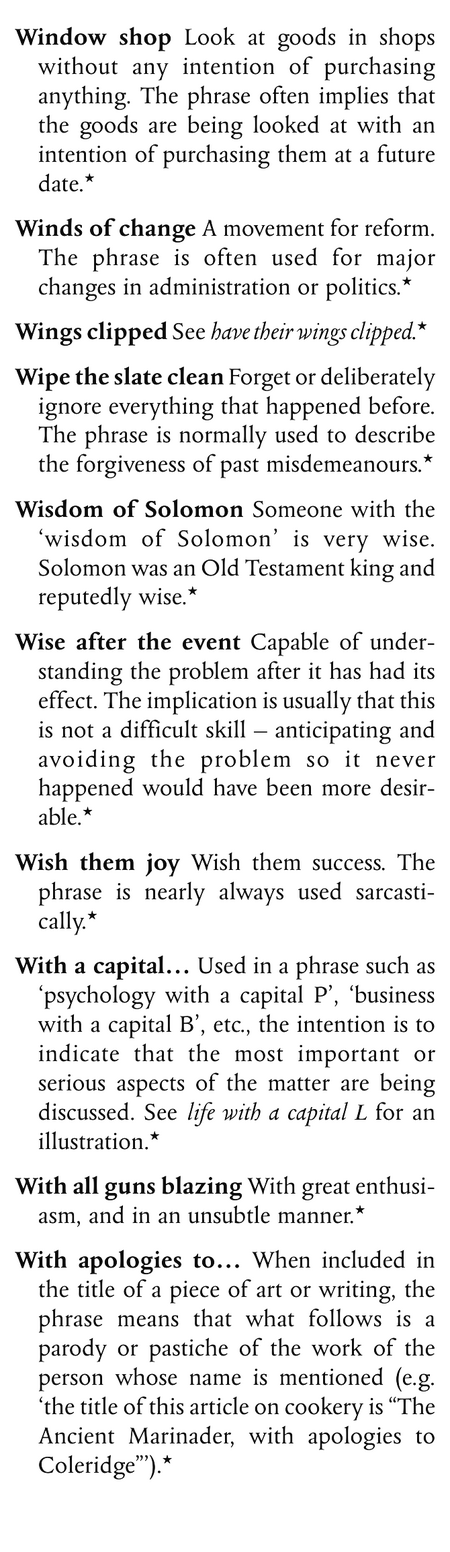 Window shop Look at goods in shops
without any intention of purchasing
anything. The phrase often implies that
the goods are being looked at with an
intention of purchasing them at a future
date.★
Winds of change A movement for reform.
The phrase is often used for major
changes in administration or politics.★
Wings clipped See have their wings clipped.★
Wipe the slate clean Forget or deliberately
ignore everything that happened before.
The phrase is normally used to describe
the forgiveness of past misdemeanours.★
Wisdom of Solomon Someone with the
‘wisdom of Solomon’ is very wise.
Solomon was an Old Testament king and
reputedly wise.★
Wise after the event Capable of under-
standing the problem after it has had its
effect. The implication is usually that this
is not a difficult skill – anticipating and
avoiding the problem so it never
happened would have been more desir-
able.★
Wish them joy Wish them success. The
phrase is nearly always used sarcasti-
cally.★
With a capital… Used in a phrase such as
‘psychology with a capital P’, ‘business
with a capital B’, etc., the intention is to
indicate that the most important or
serious aspects of the matter are being
discussed. See life with a capital L for an
illustration.★
With all guns blazing With great enthusi-
asm, and in an unsubtle manner.★
With apologies to… When included in
the title of a piece of art or writing, the
phrase means that what follows is a
parody or pastiche of the work of the
person whose name is mentioned (e.g.
‘the title of this article on cookery is “The
Ancient Marinader, with apologies to
Coleridge”’).★